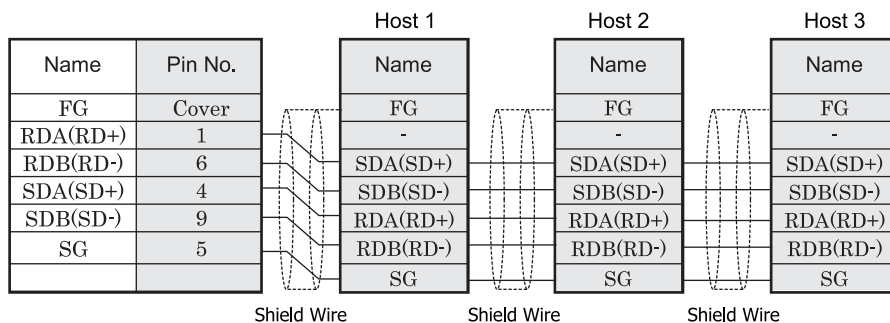 Host 1 Host 2 Host 3
Name Pin No. Name Name Name
FG Cover FG FG FG
RDA(RD+) 1 - - -
RDB(RD-) 6 SDA(SD+) SDA(SD+) SDA(SD+)
SDA(SD+) 4 SDB(SD-) SDB(SD-) SDB(SD-)
SDB(SD-) 9 RDA(RD+) RDA(RD+) RDA(RD+)
SG 5 RDB(RD-) RDB(RD-) RDB(RD-)
SG SG SG
Shield Wire Shield Wire Shield Wire